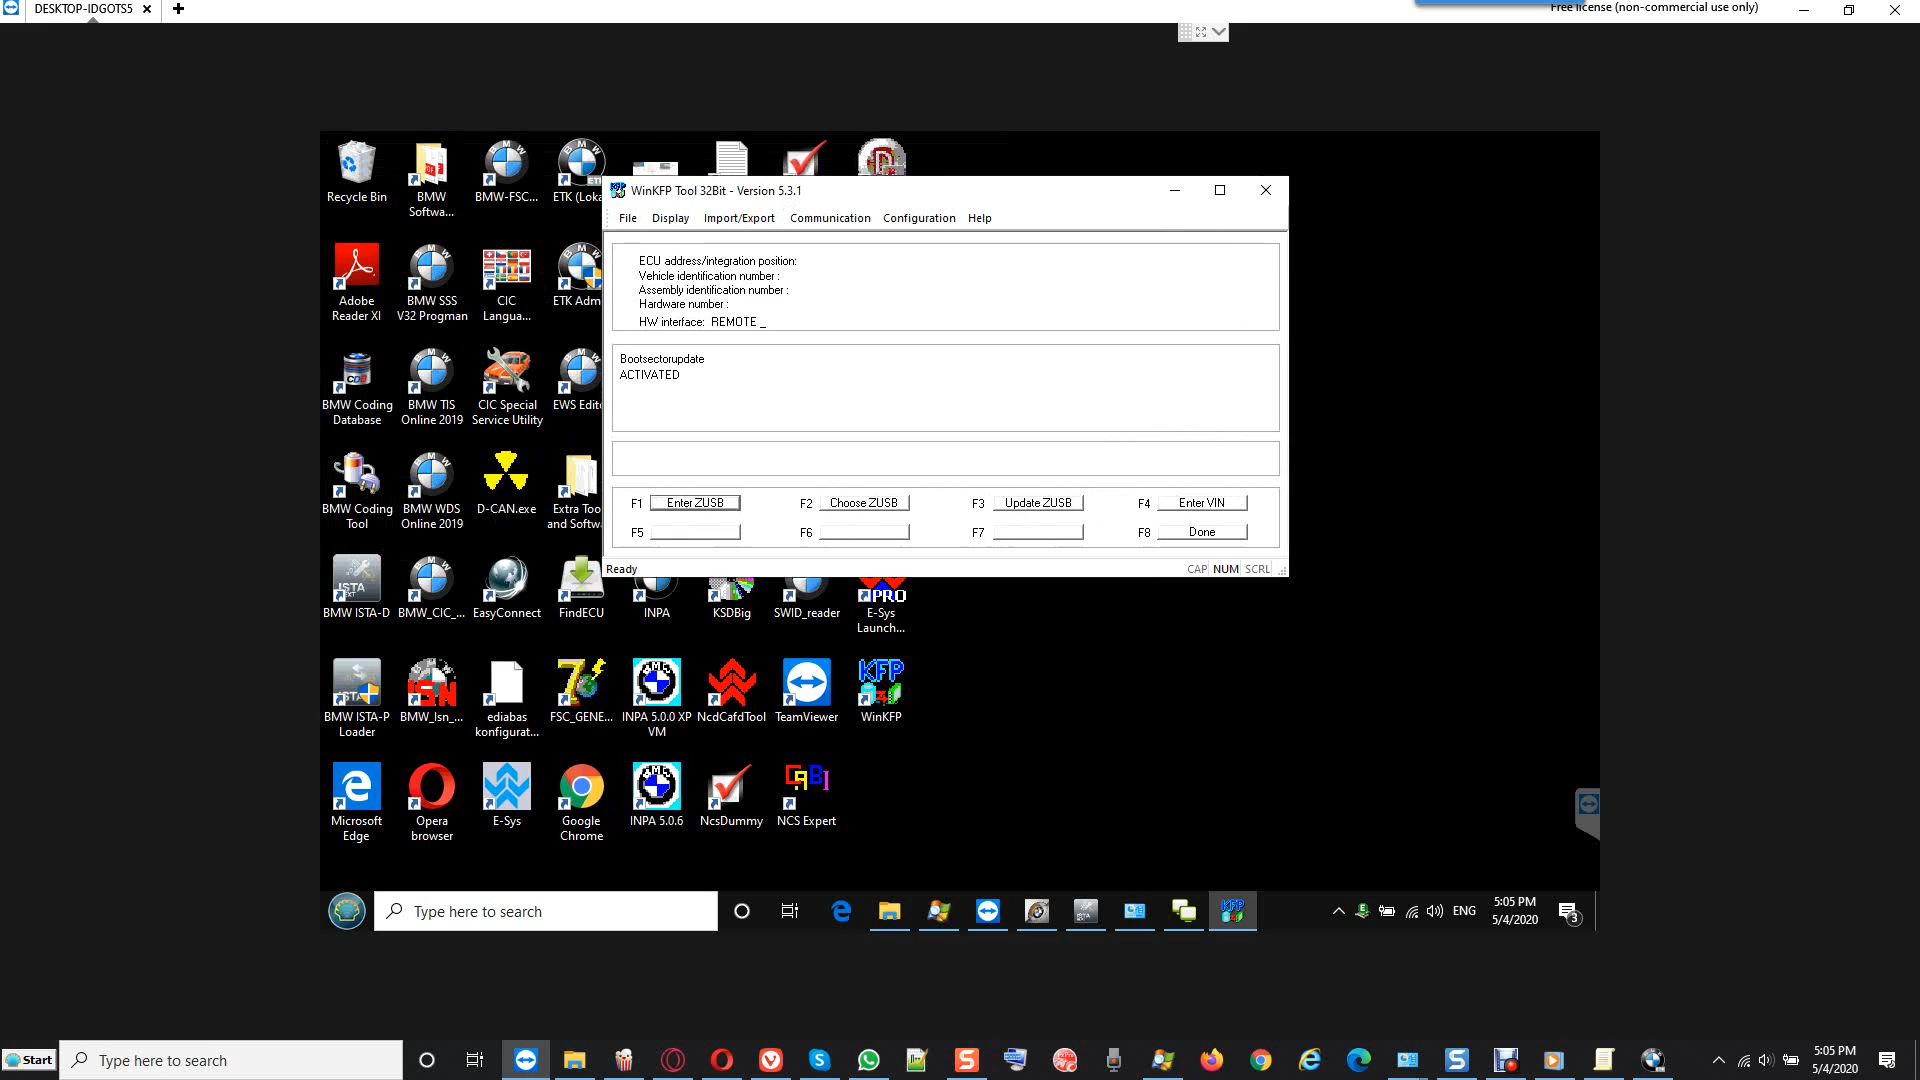 DESKTOP-IDGOTS5
Free license (non-commercial use only)
Recycle Bin
BMW
Softwa...
BMW-FSC...
ETK (Loka
WinKFP Tool 32Bit - Version 5.3.1
File Display Import/Export Communication Configuration Help
ECU address/integration position:
Vehicle identification number :
Assembly identification number :
Hardware number :
HW interface: REMOTE _
Bootsectorupdate
ACTIVATED
F1 Enter ZUSB F2 Choose ZUSB F3 Update ZUSB F4 Enter VIN
F5 F6 F7 F8 Done
Ready
CAP NUM SCRL
Adobe
Reader XI
BMW SSS
V32 Progman
CIC
Langua...
ETK Adm
BMW Coding
Database
BMW TIS
Online 2019
CIC Special
Service Utility
EWS Edit
BMW Coding
Tool
BMW WDS
Online 2019
D-CAN.exe
Extra Too
and Softw
BMW ISTA-D
BMW_CIC_...
EasyConnect
FindECU
INPA
KSDBig
SWID_reader
PRO
E-Sys
Launch...
BMW ISTA-P
Loader
ISN
BMW_Isn_...
ediabas
konfigurat...
FSC_GENE...
INPA 5.0.0 XP
VM
NcdCafdTool
TeamViewer
KFP
WinKFP
Microsoft
Edge
Opera
browser
E-Sys
Google
Chrome
INPA 5.0.6
NcsDummy
NCS Expert
Type here to search
ENG
5:05 PM
5/4/2020
3
Start
Type here to search
5:05 PM
5/4/2020